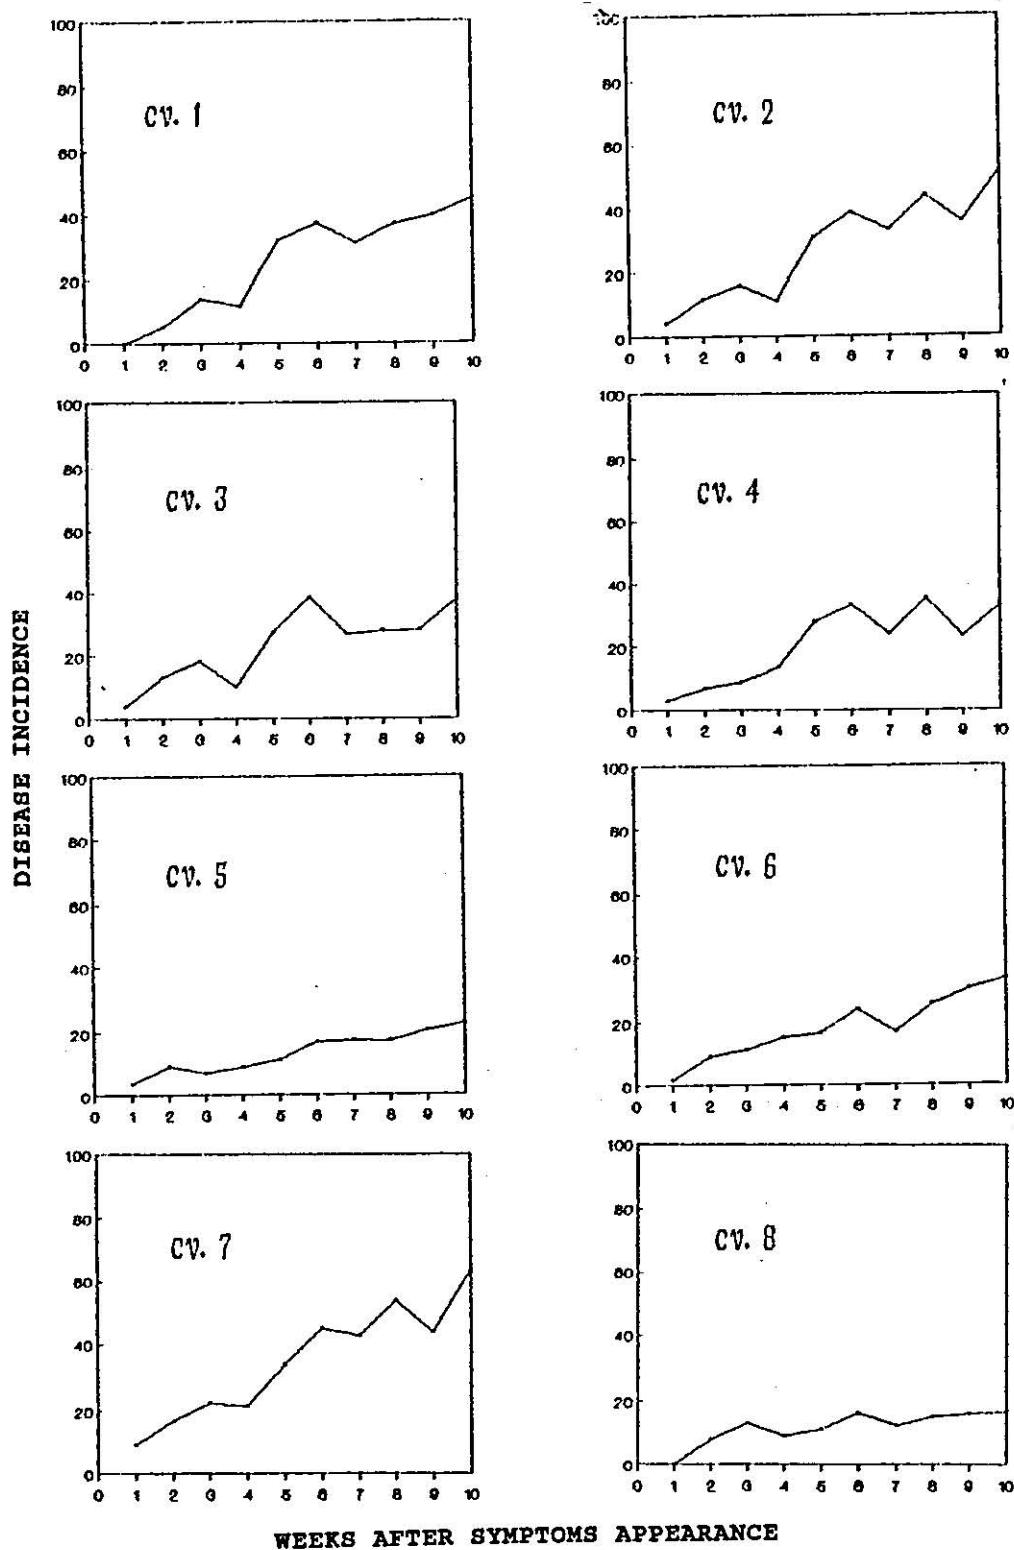 100
80
60
40
20
0
cv. 1
0 1 2 3 4 5 6 7 8 9 10
100
80
60
40
20
0
cv. 2
0 1 2 3 4 5 6 7 8 9 10
100
80
60
40
20
0
cv. 3
0 1 2 3 4 5 6 7 8 9 10
100
80
60
40
20
0
cv. 4
0 1 2 3 4 5 6 7 8 9 10
DISEASE INCIDENCE
100
80
60
40
20
0
cv. 5
0 1 2 3 4 5 6 7 8 9 10
100
80
60
40
20
0
cv. 6
0 1 2 3 4 5 6 7 8 9 10
100
80
60
40
20
0
cv. 7
0 1 2 3 4 5 6 7 8 9 10
100
80
60
40
20
0
cv. 8
0 1 2 3 4 5 6 7 8 9 10
WEEKS AFTER SYMPTOMS APPEARANCE